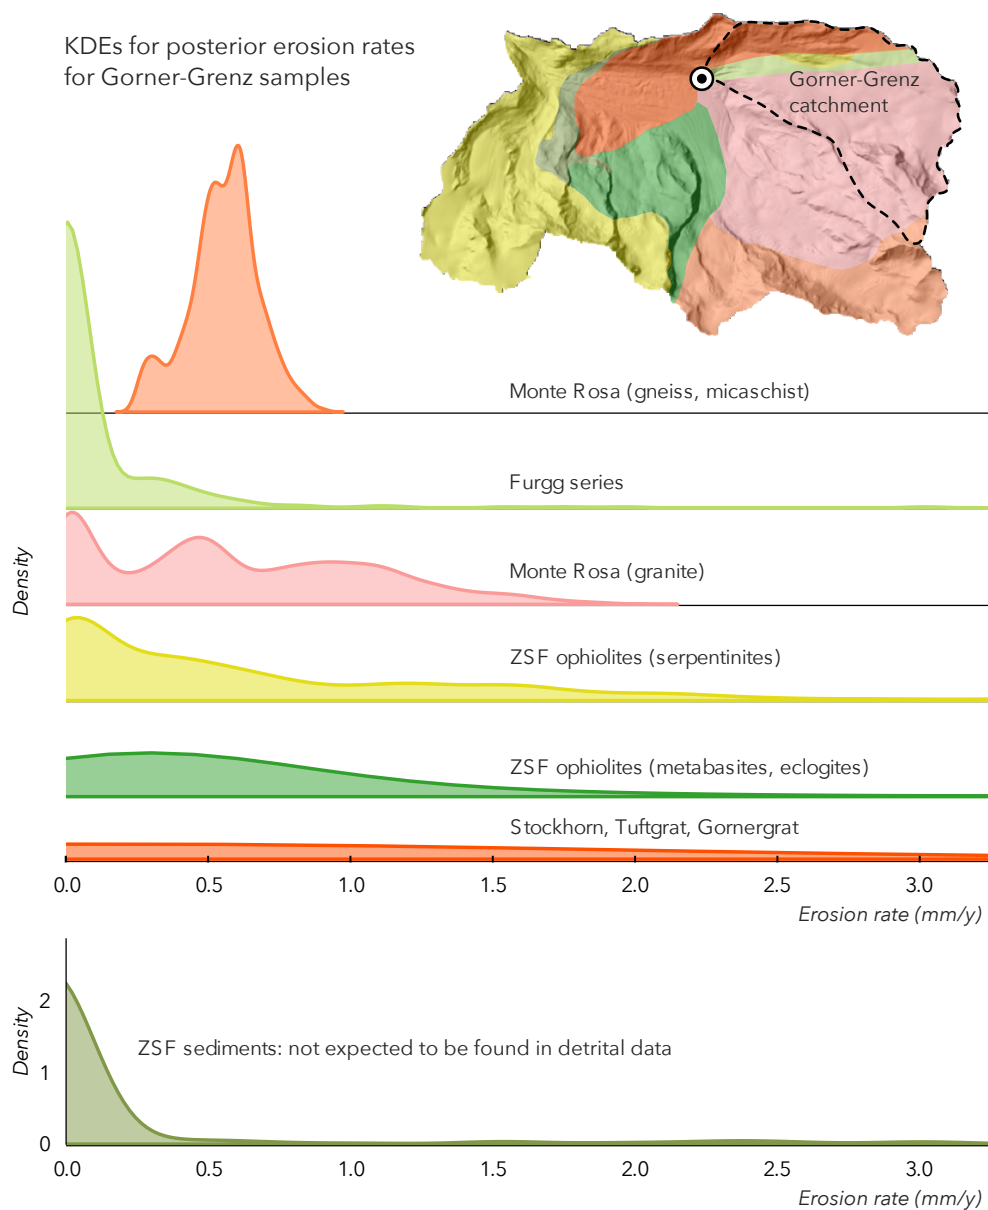 KDEs for posterior erosion rates
for Gorner-Grenz samples
Gorner-Grenz
catchment
Monte Rosa (gneiss, micaschist)
Furgg series
Monte Rosa (granite)
ZSF ophiolites (serpentinites)
ZSF ophiolites (metabasites, eclogites)
Stockhorn, Tuftgrat, Gornergrat
Density
0.0 0.5 1.0 1.5 2.0 2.5 3.0
Erosion rate (mm/y)
Density
2
1
0
ZSF sediments: not expected to be found in detrital data
0.0 0.5 1.0 1.5 2.0 2.5 3.0
Erosion rate (mm/y)